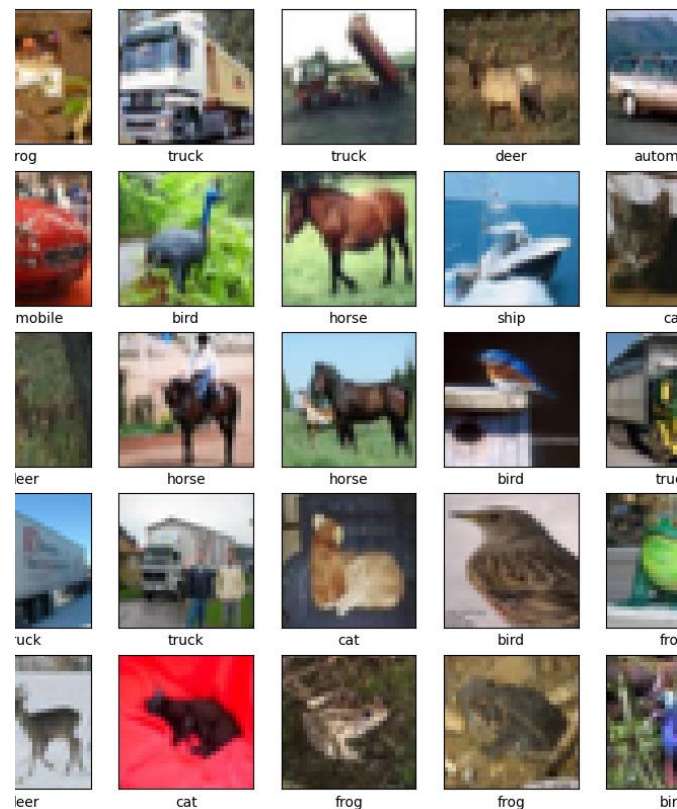 rog truck truck deer autom
mobile bird horse ship ca
leer horse horse bird truc
ruck truck cat bird fro
leer cat frog frog bir